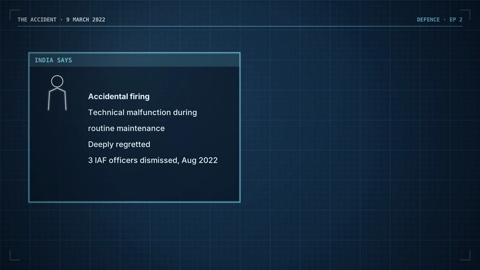 THE ACCIDENT · 9 MARCH 2022
DEFENCE · EP 2
INDIA SAYS
Accidental firing
Technical malfunction during
routine maintenance
Deeply regretted
3 IAF officers dismissed, Aug 2022